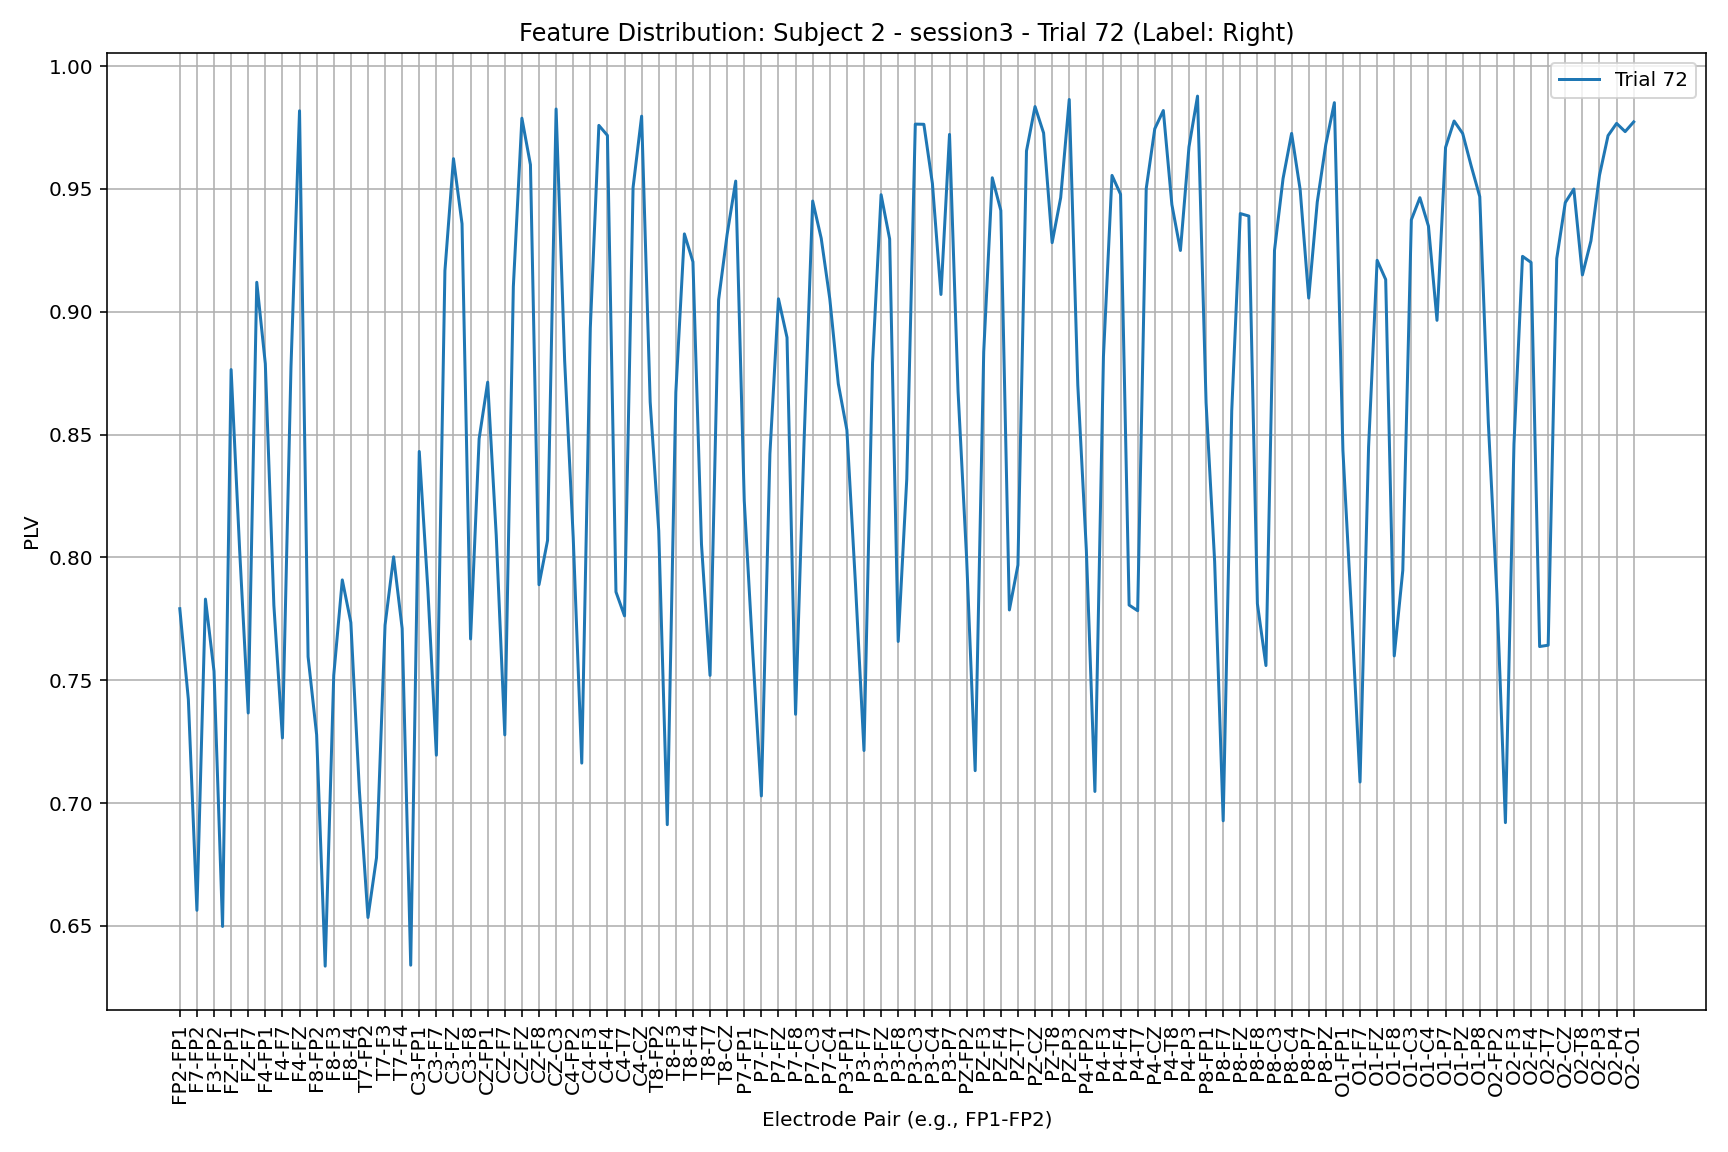 Feature Distribution: Subject 2 - session3 - Trial 72 (Label: Right)
Trial 72
PLV
1.00
0.95
0.90
0.85
0.80
0.75
0.70
0.65
FP2-FP1
F7-FP2
F3-FP2
FZ-FP1
FZ-F7
F4-FP1
F4-F7
F4-FZ
F8-FP2
F8-F3
F8-F4
T7-FP2
T7-F3
T7-F4
C3-FP1
C3-F7
C3-FZ
C3-F8
CZ-FP1
CZ-F7
CZ-FZ
CZ-F8
CZ-C3
C4-FP2
C4-F3
C4-F4
C4-T7
C4-CZ
T8-FP2
T8-F3
T8-F4
T8-T7
T8-CZ
P7-FP1
P7-F7
P7-FZ
P7-F8
P7-C3
P7-C4
P3-FP1
P3-F7
P3-FZ
P3-F8
P3-C3
P3-C4
P3-P7
PZ-FP2
PZ-F3
PZ-F4
PZ-T7
PZ-CZ
PZ-T8
PZ-P3
P4-FP2
P4-F3
P4-F4
P4-T7
P4-CZ
P4-T8
P4-P3
P8-FP1
P8-F7
P8-FZ
P8-F8
P8-C3
P8-C4
P8-P7
P8-PZ
O1-FP1
O1-F7
O1-FZ
O1-F8
O1-C3
O1-C4
O1-P7
O1-PZ
O1-P8
O2-FP2
O2-F3
O2-F4
O2-T7
O2-CZ
O2-T8
O2-P3
O2-P4
O2-O1
Electrode Pair (e.g., FP1-FP2)